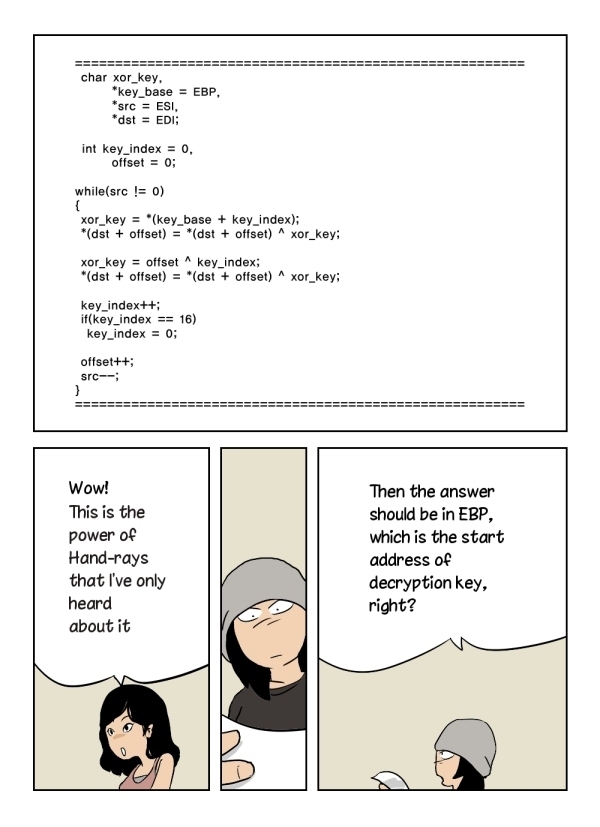 ========================================================
char xor_key,
*key_base = EBP,
*src = ESI,
*dst = EDI;
int key_index = 0,
offset = 0;
while(src != 0)
{
xor_key = *(key_base + key_index);
*(dst + offset) = *(dst + offset) ^ xor_key;
xor_key = offset ^ key_index;
*(dst + offset) = *(dst + offset) ^ xor_key;
key_index++;
if(key_index == 16)
key_index = 0;
offset++;
src--;
}
========================================================
Wow!
This is the
power of
Hand-rays
that I've only
heard
about it
Then the answer
should be in EBP,
which is the start
address of
decryption key,
right?